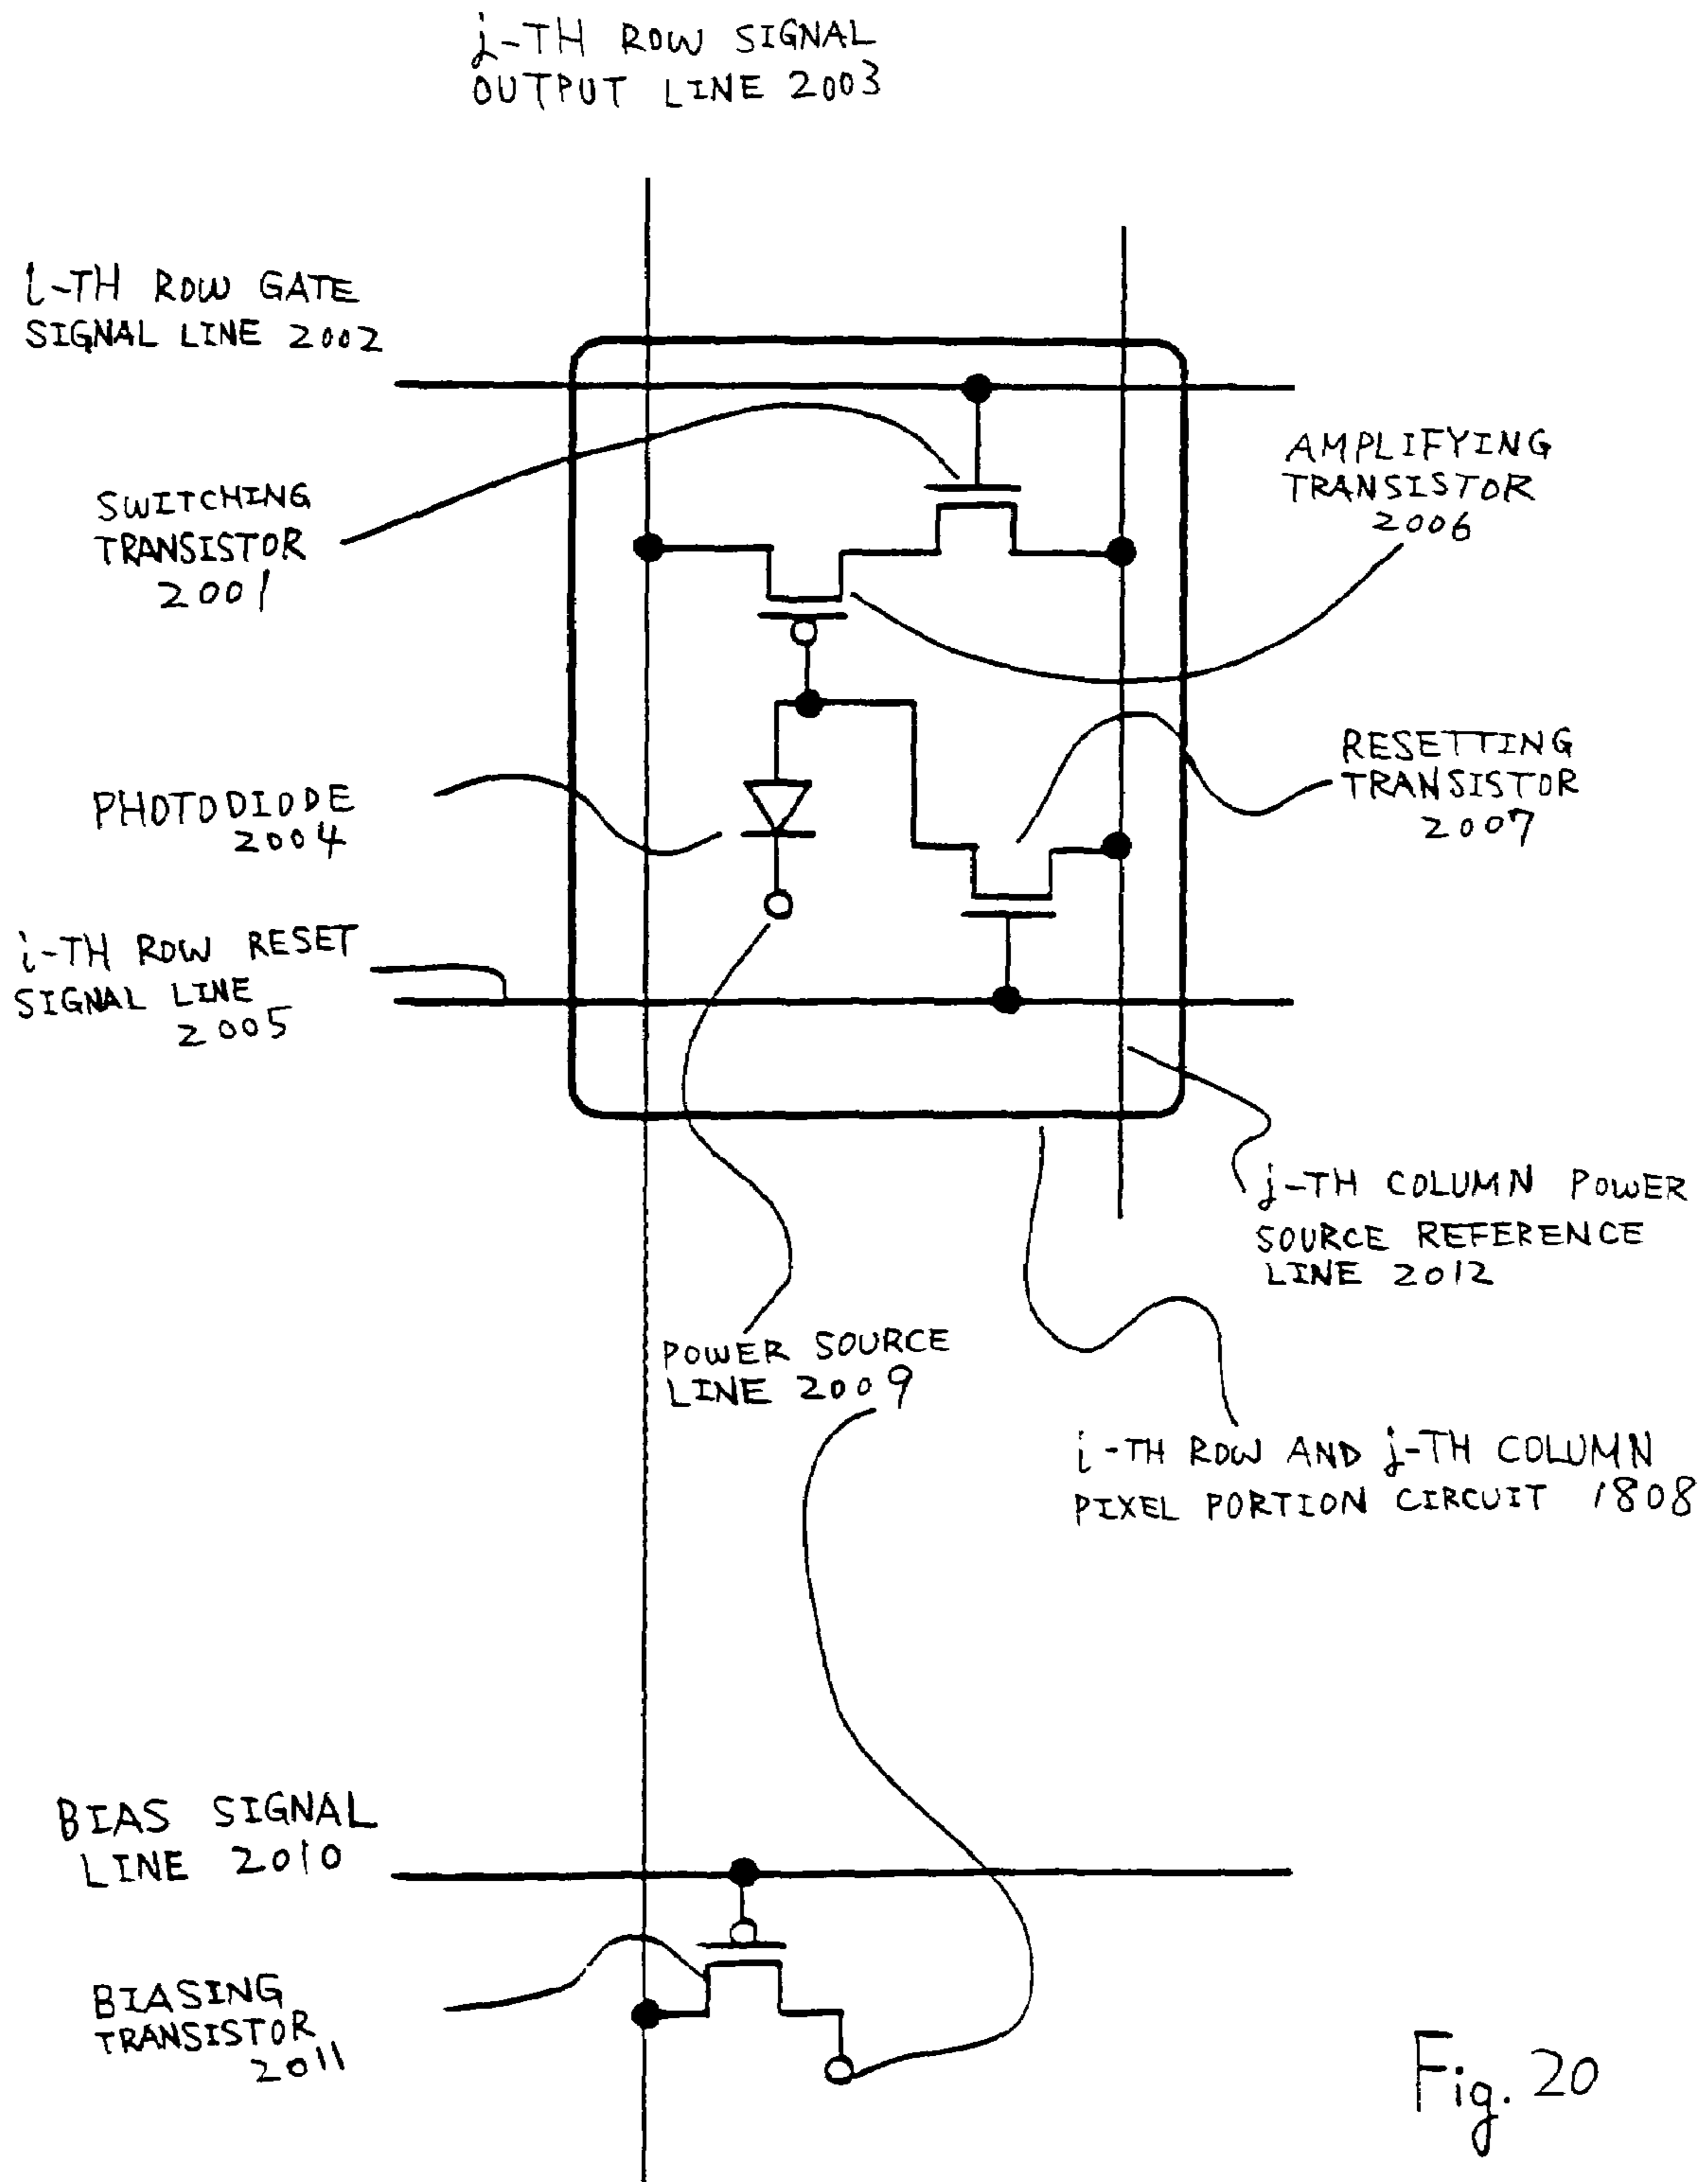 j-TH ROW SIGNAL
OUTPUT LINE 2003
i-TH ROW GATE
SIGNAL LINE 2002
SWITCHING
TRANSISTOR
2001
AMPLIFYING
TRANSISTOR
2006
PHOTODIODE
2004
RESETTING
TRANSISTOR
2007
i-TH ROW RESET
SIGNAL LINE
2005
j-TH COLUMN POWER
SOURCE REFERENCE
LINE 2012
POWER SOURCE
LINE 2009
i-TH ROW AND j-TH COLUMN
PIXEL PORTION CIRCUIT 1808
BIAS SIGNAL
LINE 2010
BIASING
TRANSISTOR
2011
Fig. 20